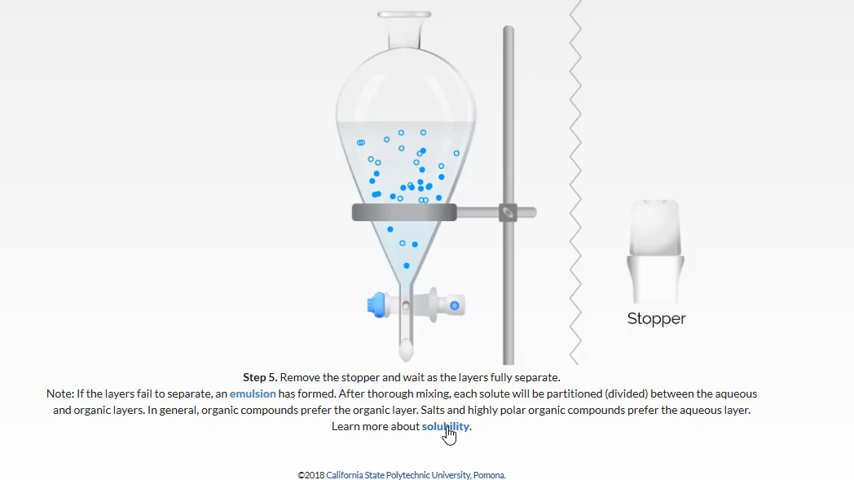 Stopper
Step 5. Remove the stopper and wait as the layers fully separate.
Note: If the layers fail to separate, an emulsion has formed. After thorough mixing, each solute will be partitioned (divided) between the aqueous
and organic layers. In general, organic compounds prefer the organic layer. Salts and highly polar organic compounds prefer the aqueous layer.
Learn more about solubility.
©2018 California State Polytechnic University, Pomona.